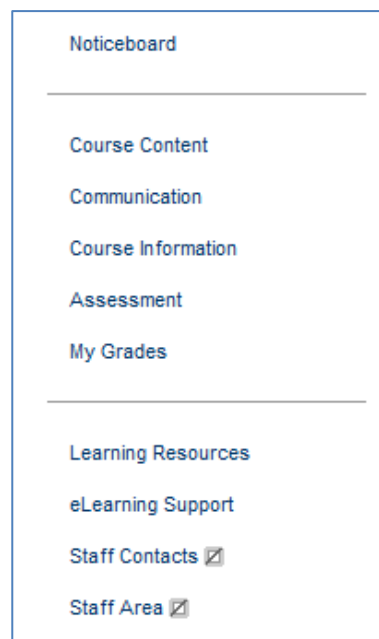 Noticeboard
Course Content
Communication
Course Information
Assessment
My Grades
Learning Resources
eLearning Support
Staff Contacts
Staff Area